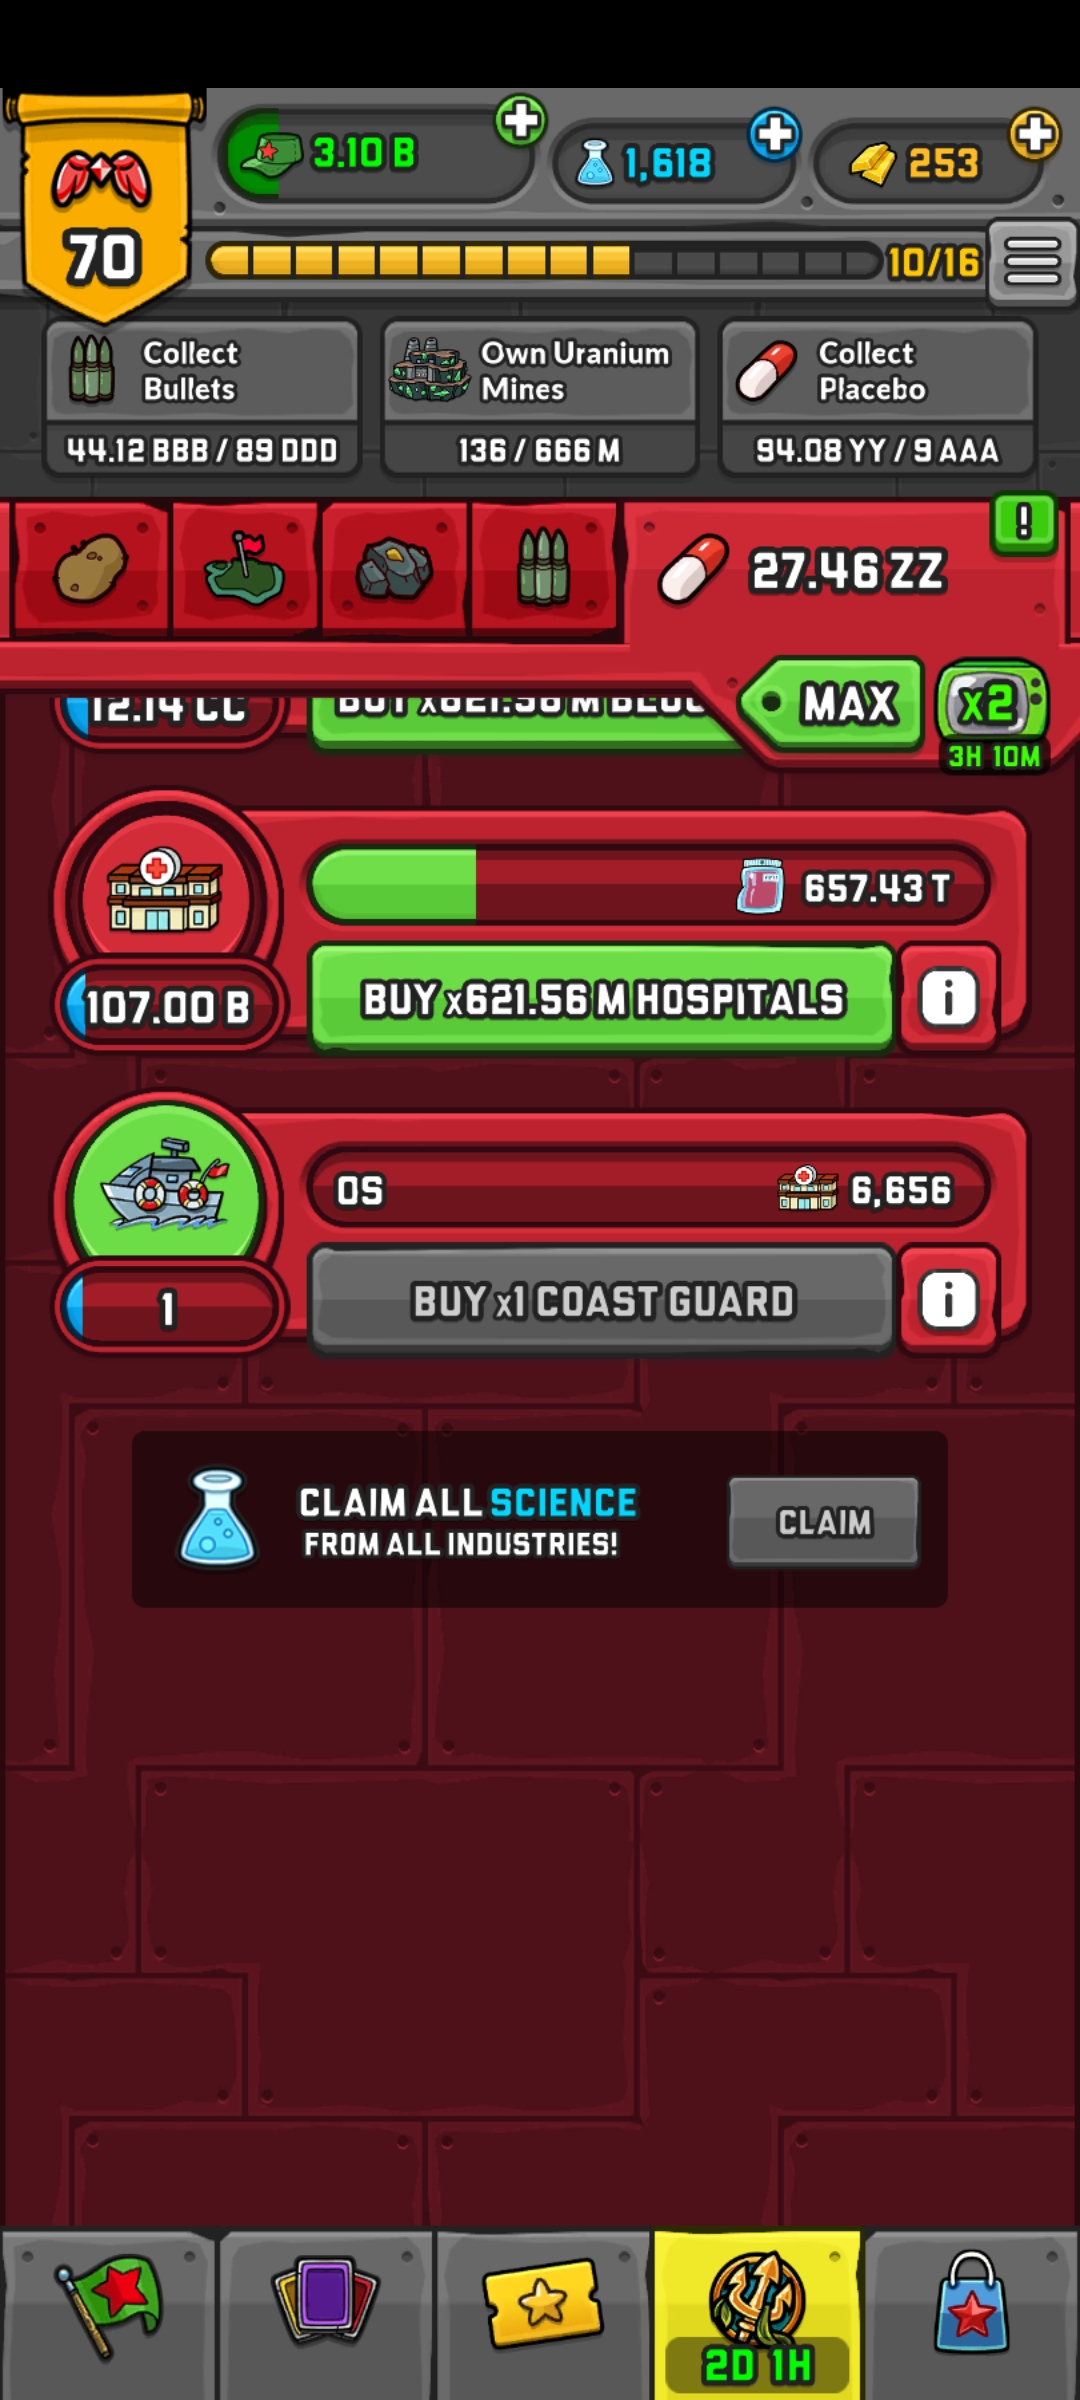 3.10 B
1,618
253
70
10/16
Collect
Bullets
44.12 BBB / 89 DDD
Own Uranium
Mines
136 / 666 M
Collect
Placebo
94.08 YY / 9 AAA
!
27.46 ZZ
MAX
x2
3H 10M
12.14 CC
BUY x621.56 M
657.43 T
107.00 B
BUY x621.56 M HOSPITALS
i
0S
6,656
1
BUY x1 COAST GUARD
i
CLAIM ALL SCIENCE
FROM ALL INDUSTRIES!
CLAIM
2D 1H